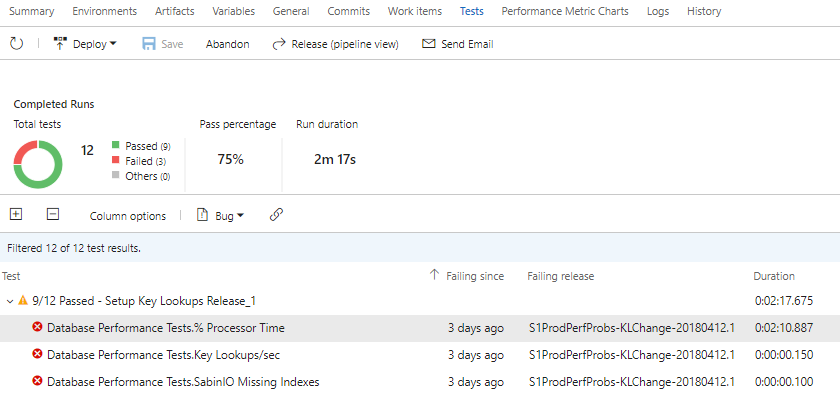 Summary Environments Artifacts Variables General Commits Work items Tests Performance Metric Charts Logs History
Deploy Save Abandon Release (pipeline view) Send Email
Completed Runs
Total tests Pass percentage Run duration
12 Passed (9) 75% 2m 17s
Failed (3)
Others (0)
Column options Bug
Filtered 12 of 12 test results.
Test Failing since Failing release Duration
9/12 Passed - Setup Key Lookups Release_1 0:02:17.675
Database Performance Tests.% Processor Time 3 days ago S1ProdPerfProbs-KLChange-20180412.1 0:02:10.887
Database Performance Tests.Key Lookups/sec 3 days ago S1ProdPerfProbs-KLChange-20180412.1 0:00:00.150
Database Performance Tests.SabinIO Missing Indexes 3 days ago S1ProdPerfProbs-KLChange-20180412.1 0:00:00.100